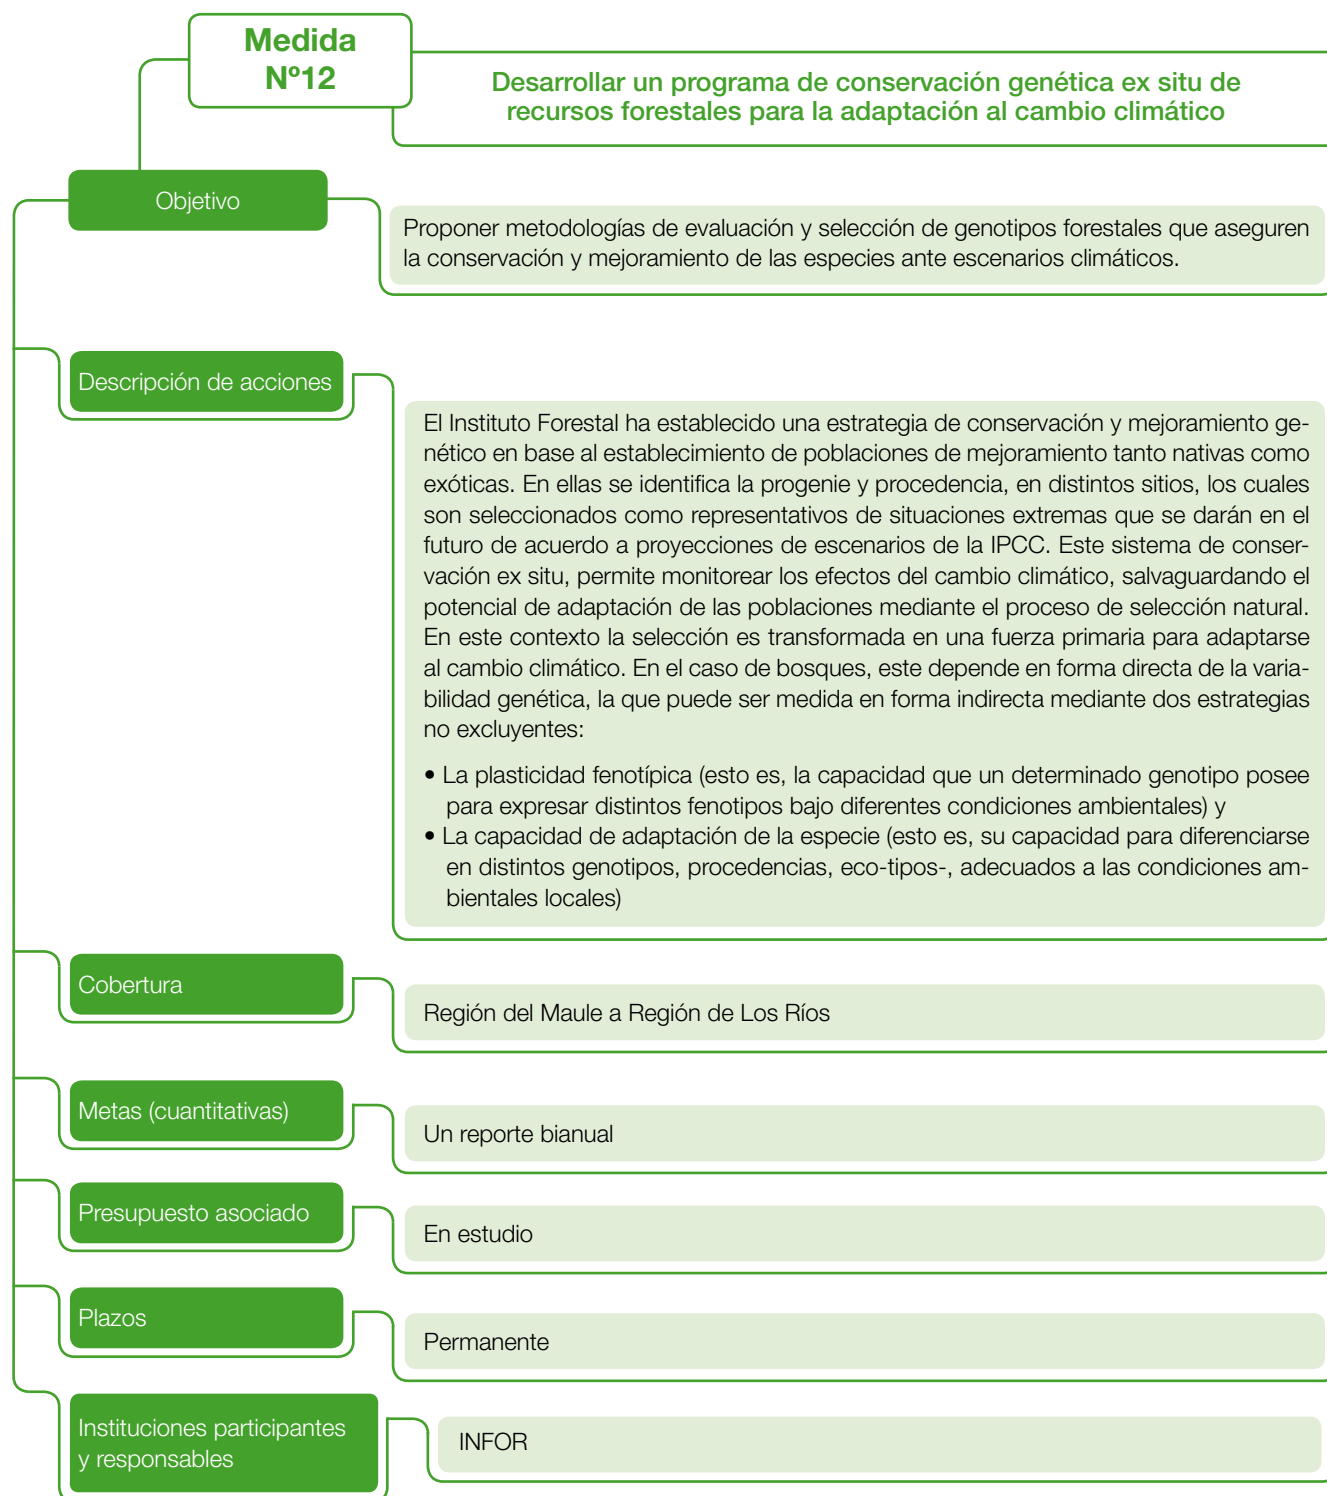 Medida
Nº12
Desarrollar un programa de conservación genética ex situ de
recursos forestales para la adaptación al cambio climático
Objetivo
Proponer metodologías de evaluación y selección de genotipos forestales que aseguren
la conservación y mejoramiento de las especies ante escenarios climáticos.
Descripción de acciones
El Instituto Forestal ha establecido una estrategia de conservación y mejoramiento ge-
nético en base al establecimiento de poblaciones de mejoramiento tanto nativas como
exóticas. En ellas se identifica la progenie y procedencia, en distintos sitios, los cuales
son seleccionados como representativos de situaciones extremas que se darán en el
futuro de acuerdo a proyecciones de escenarios de la IPCC. Este sistema de conser-
vación ex situ, permite monitorear los efectos del cambio climático, salvaguardando el
potencial de adaptación de las poblaciones mediante el proceso de selección natural.
En este contexto la selección es transformada en una fuerza primaria para adaptarse
al cambio climático. En el caso de bosques, este depende en forma directa de la varia-
bilidad genética, la que puede ser medida en forma indirecta mediante dos estrategias
no excluyentes:
• La plasticidad fenotípica (esto es, la capacidad que un determinado genotipo posee
para expresar distintos fenotipos bajo diferentes condiciones ambientales) y
• La capacidad de adaptación de la especie (esto es, su capacidad para diferenciarse
en distintos genotipos, procedencias, eco-tipos-, adecuados a las condiciones am-
bientales locales)
Cobertura
Región del Maule a Región de Los Ríos
Metas (cuantitativas)
Un reporte bianual
Presupuesto asociado
En estudio
Plazos
Permanente
Instituciones participantes
y responsables
INFOR